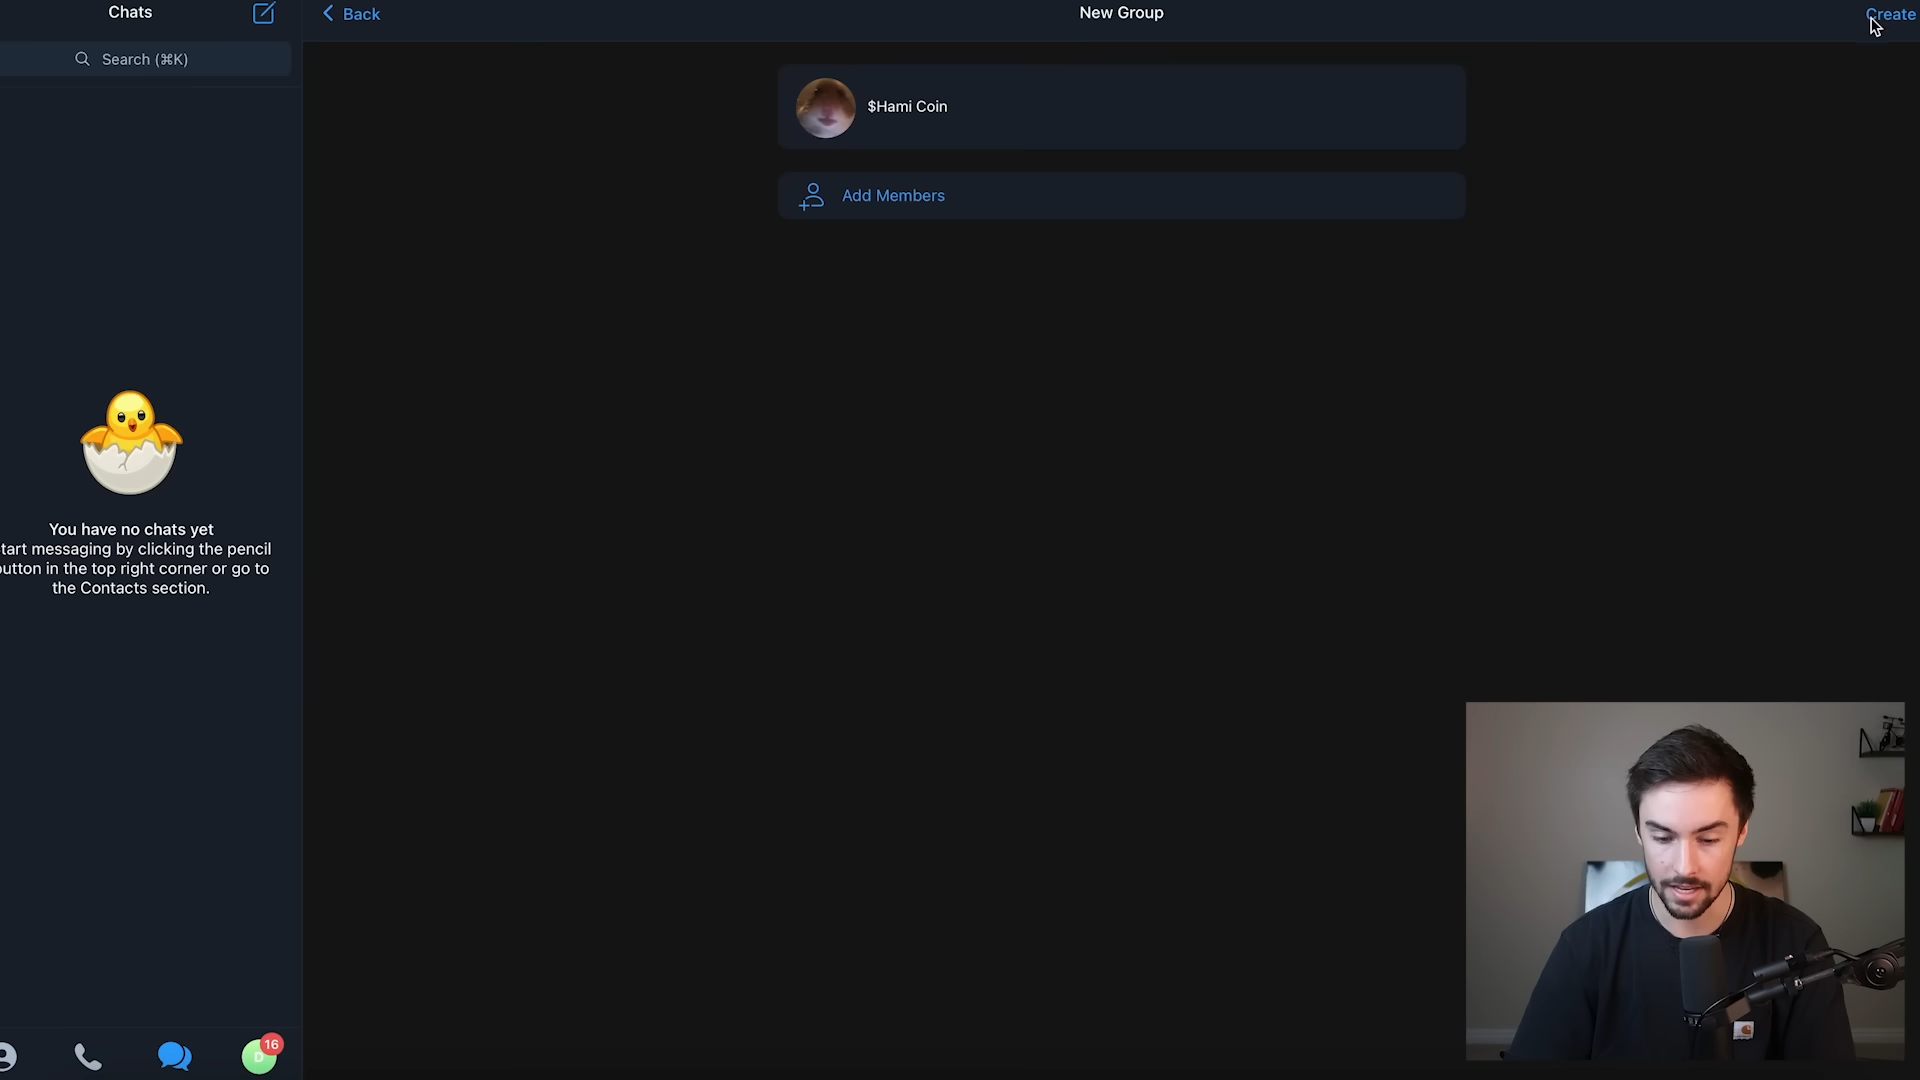 Chats
Search (⌘K)
You have no chats yet
tart messaging by clicking the pencil
utton in the top right corner or go to
the Contacts section.
D
16
Back
New Group
Create
$Hami Coin
Add Members